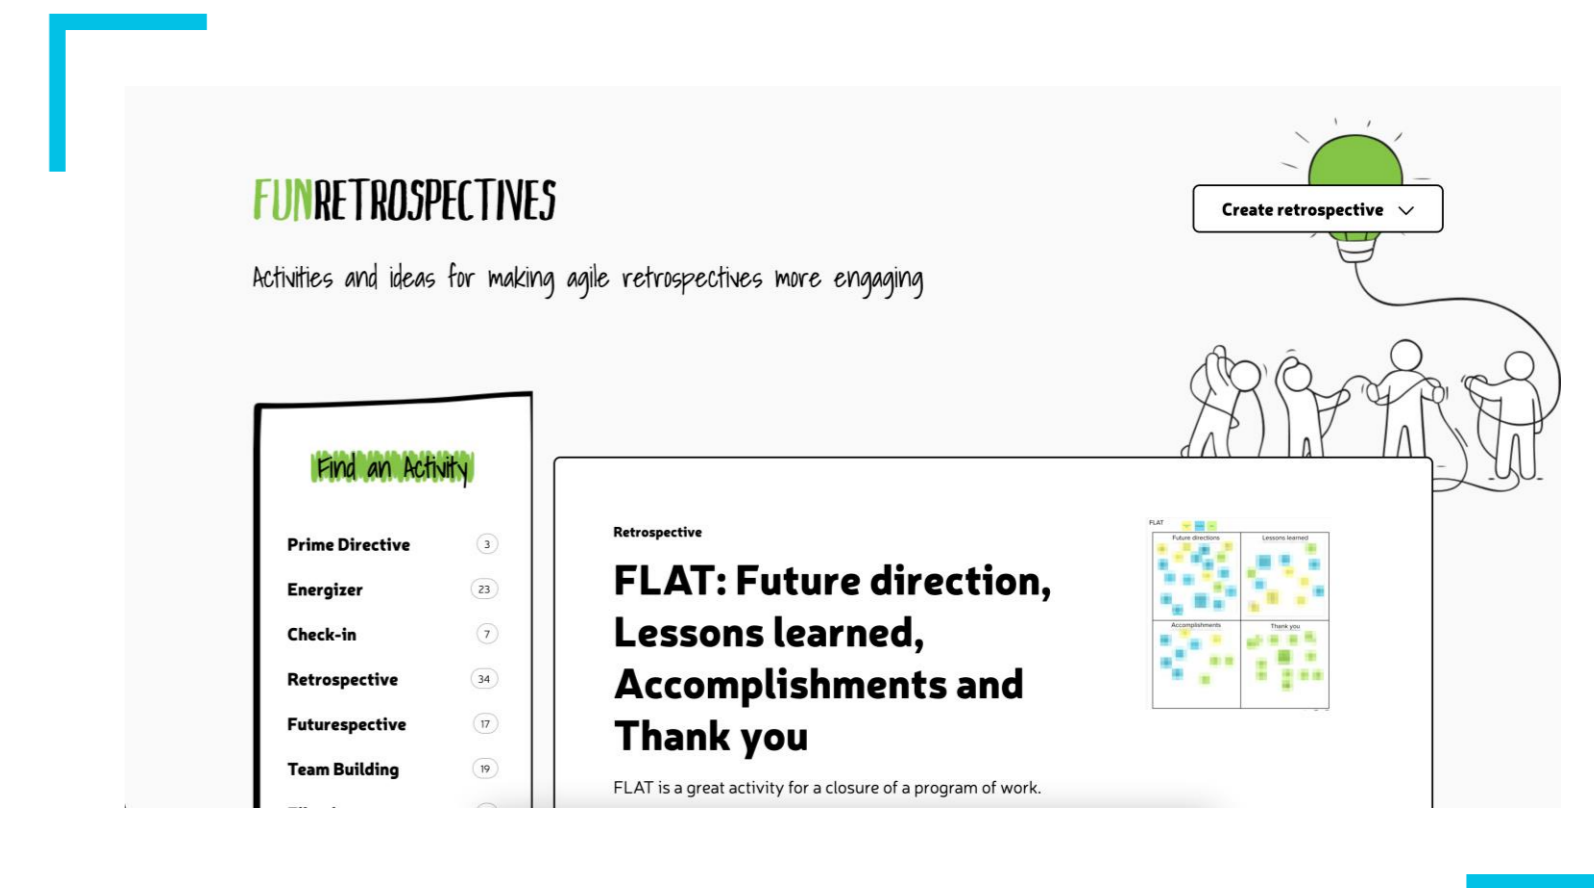 FUNRETROSPECTIVES
Activities and ideas for making agile retrospectives more engaging
Create retrospective
Find an Activity
Prime Directive 3
Energizer 23
Check-in 7
Retrospective 34
Futurespective 17
Team Building 19
Retrospective
FLAT: Future direction,
Lessons learned,
Accomplishments and
Thank you
FLAT is a great activity for a closure of a program of work.
FLAT
Future directions
Lessons learned
Accomplishments
Thank you